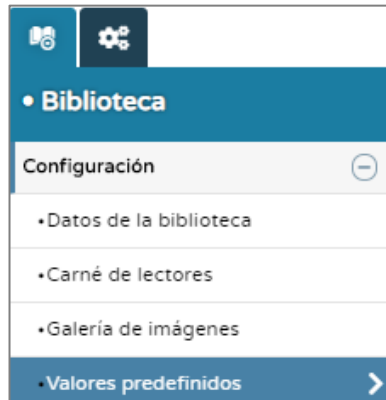 • Biblioteca
Configuración
•Datos de la biblioteca
•Carné de lectores
•Galería de imágenes
•Valores predefinidos